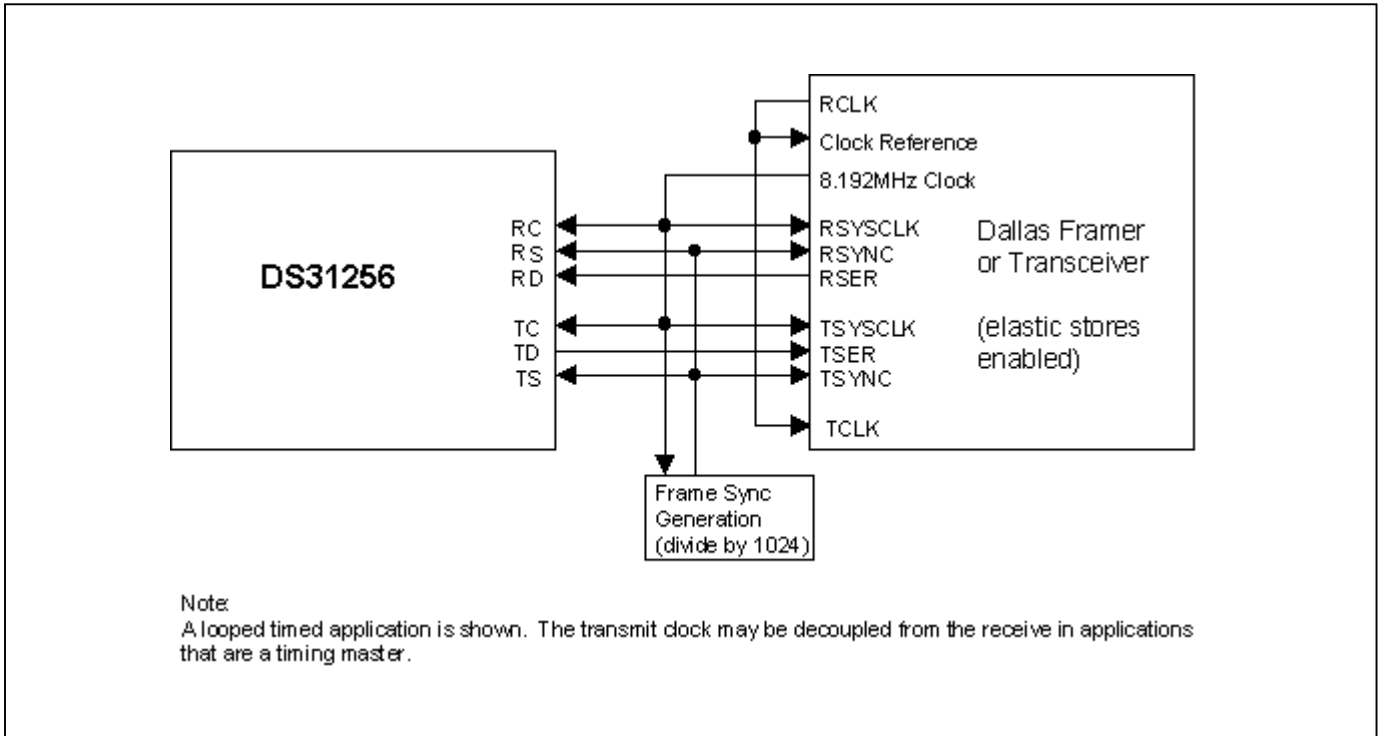 DS31256
RC
RS
RD
TC
TD
TS
RCLK
Clock Reference
8.192MHz Clock
RSYSCLK
RSYNC
RSER
TSYSCLK
TSER
TSYNC
TCLK
Dallas Framer
or Transceiver
(elastic stores
enabled)
Frame Sync
Generation
(divide by 1024)
Note:
A looped timed application is shown. The transmit clock may be decoupled from the receive in applications
that are a timing master.